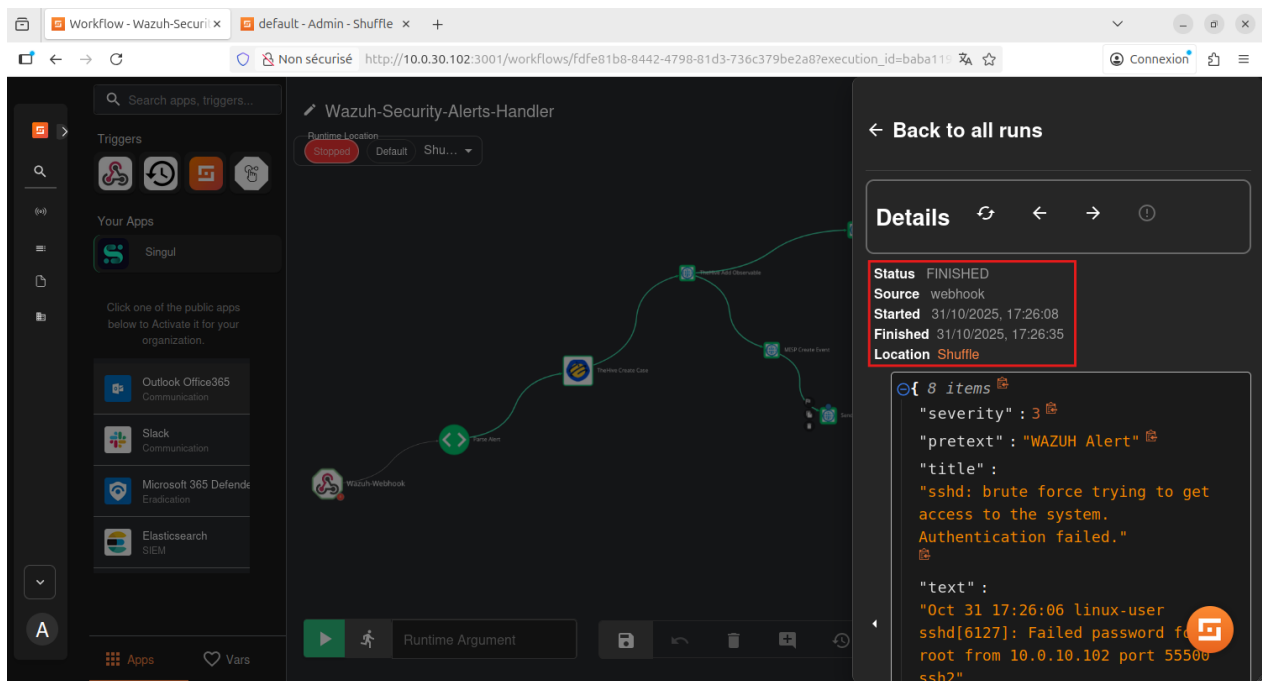 Workflow - Wazuh-Securit
default - Admin - Shuffle
Non sécurisé http://10.0.30.102:3001/workflows/fdfe81b8-8442-4798-81d3-736c379be2a8?execution_id=baba119
Connexion
Search apps, triggers...
Triggers
Your Apps
Singul
Click one of the public apps
below to Activate it for your
organization.
Outlook Office365
Communication
Slack
Communication
Microsoft 365 Defende
Eradication
Elasticsearch
SIEM
A
Apps
Vars
Wazuh-Security-Alerts-Handler
Runtime Location
Stopped
Default
Shu...
TheHive Add Observable
MISP Create Event
TheHive Create Case
Parse Alert
Wazuh-Webhook
Runtime Argument
Back to all runs
Details
Status FINISHED
Source webhook
Started 31/10/2025, 17:26:08
Finished 31/10/2025, 17:26:35
Location Shuffle
{ 8 items
"severity" : 3
"pretext" : "WAZUH Alert"
"title" :
"sshd: brute force trying to get
access to the system.
Authentication failed."
"text" :
"Oct 31 17:26:06 linux-user
sshd[6127]: Failed password fo
root from 10.0.10.102 port 55500
ssh2"